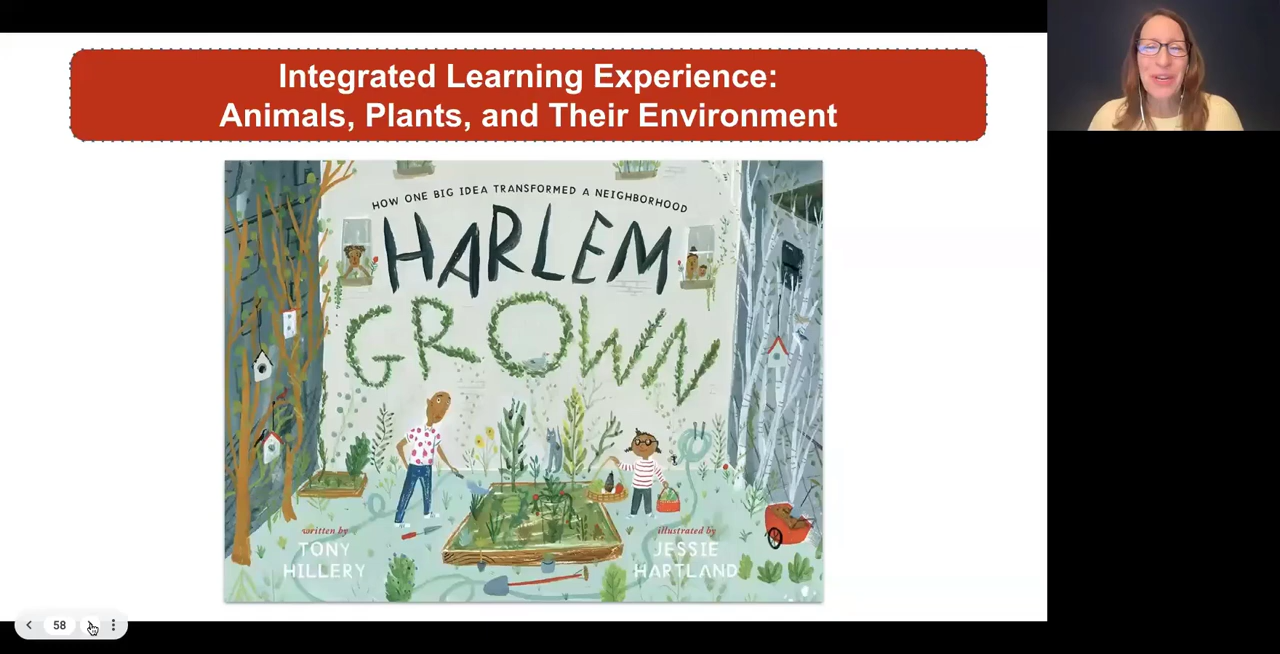 Integrated Learning Experience:
Animals, Plants, and Their Environment
HOW ONE BIG IDEA TRANSFORMED A NEIGHBORHOOD
HARLEM
GROWN
written by
TONY
HILLERY
illustrated by
JESSIE
HARTLAND
58